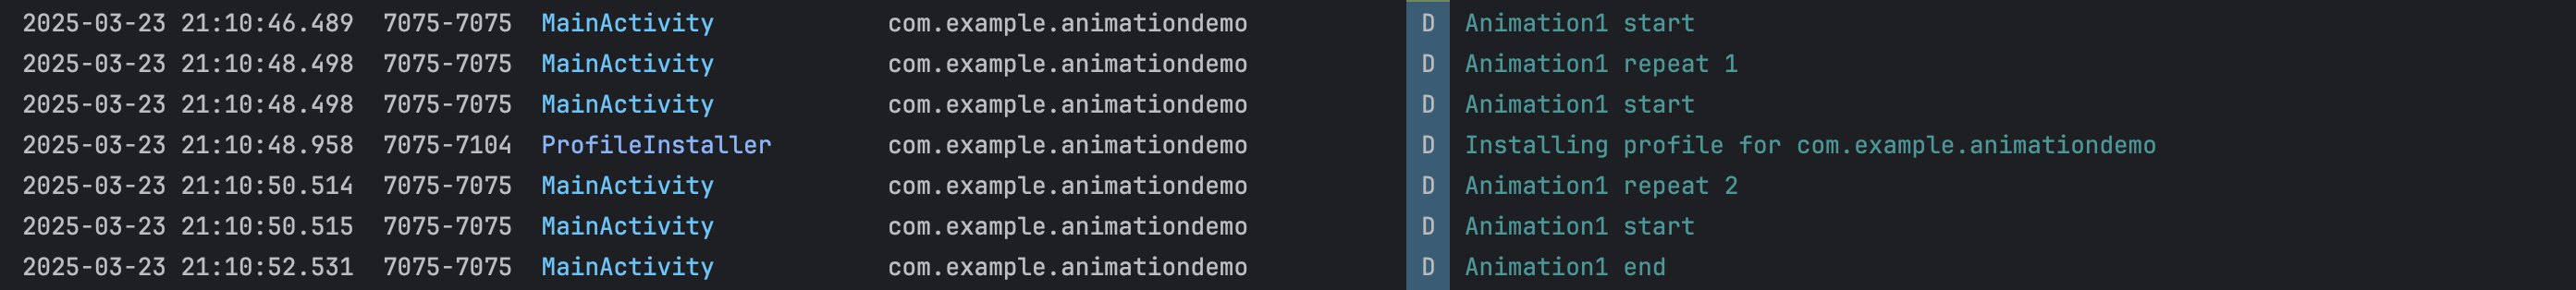 2025-03-23 21:10:46.489 7075-7075 MainActivity com.example.animationdemo D Animation1 start
2025-03-23 21:10:48.498 7075-7075 MainActivity com.example.animationdemo D Animation1 repeat 1
2025-03-23 21:10:48.498 7075-7075 MainActivity com.example.animationdemo D Animation1 start
2025-03-23 21:10:48.958 7075-7104 ProfileInstaller com.example.animationdemo D Installing profile for com.example.animationdemo
2025-03-23 21:10:50.514 7075-7075 MainActivity com.example.animationdemo D Animation1 repeat 2
2025-03-23 21:10:50.515 7075-7075 MainActivity com.example.animationdemo D Animation1 start
2025-03-23 21:10:52.531 7075-7075 MainActivity com.example.animationdemo D Animation1 end